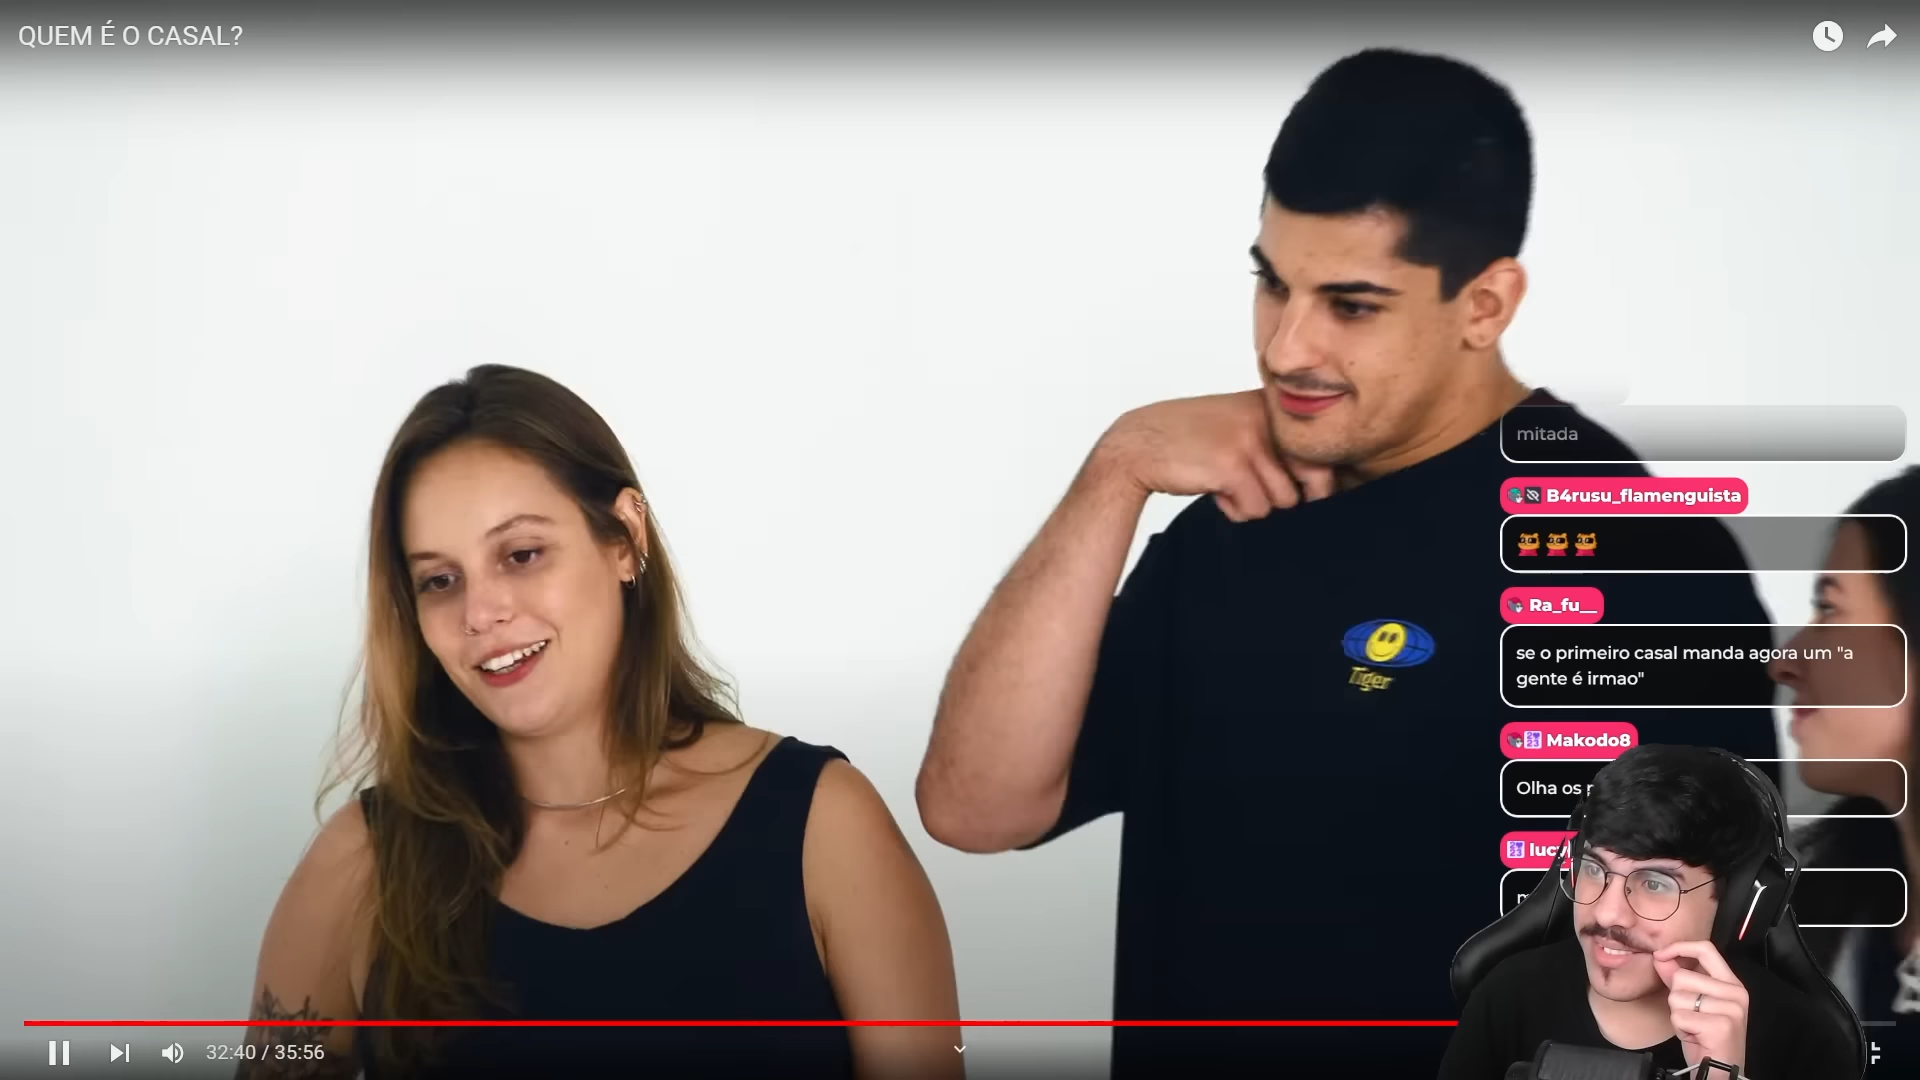 QUEM É O CASAL?
mitada
B4rusu_flamenguista
Ra_fu__
se o primeiro casal manda agora um "a
gente é irmao"
Tiger
Makodo8
Olha os
32:40 / 35:56